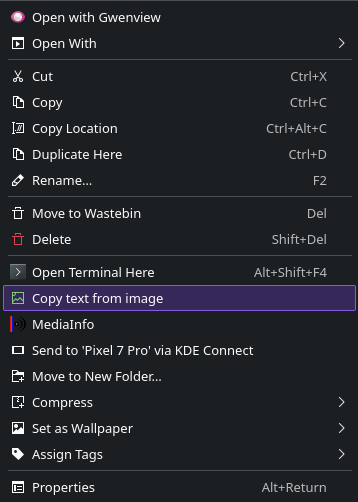 Open with Gwenview
Open With
Cut Ctrl+X
Copy Ctrl+C
Copy Location Ctrl+Alt+C
Duplicate Here Ctrl+D
Rename... F2
Move to Wastebin Del
Delete Shift+Del
Open Terminal Here Alt+Shift+F4
Copy text from image
MediaInfo
Send to 'Pixel 7 Pro' via KDE Connect
Move to New Folder...
Compress
Set as Wallpaper
Assign Tags
Properties Alt+Return